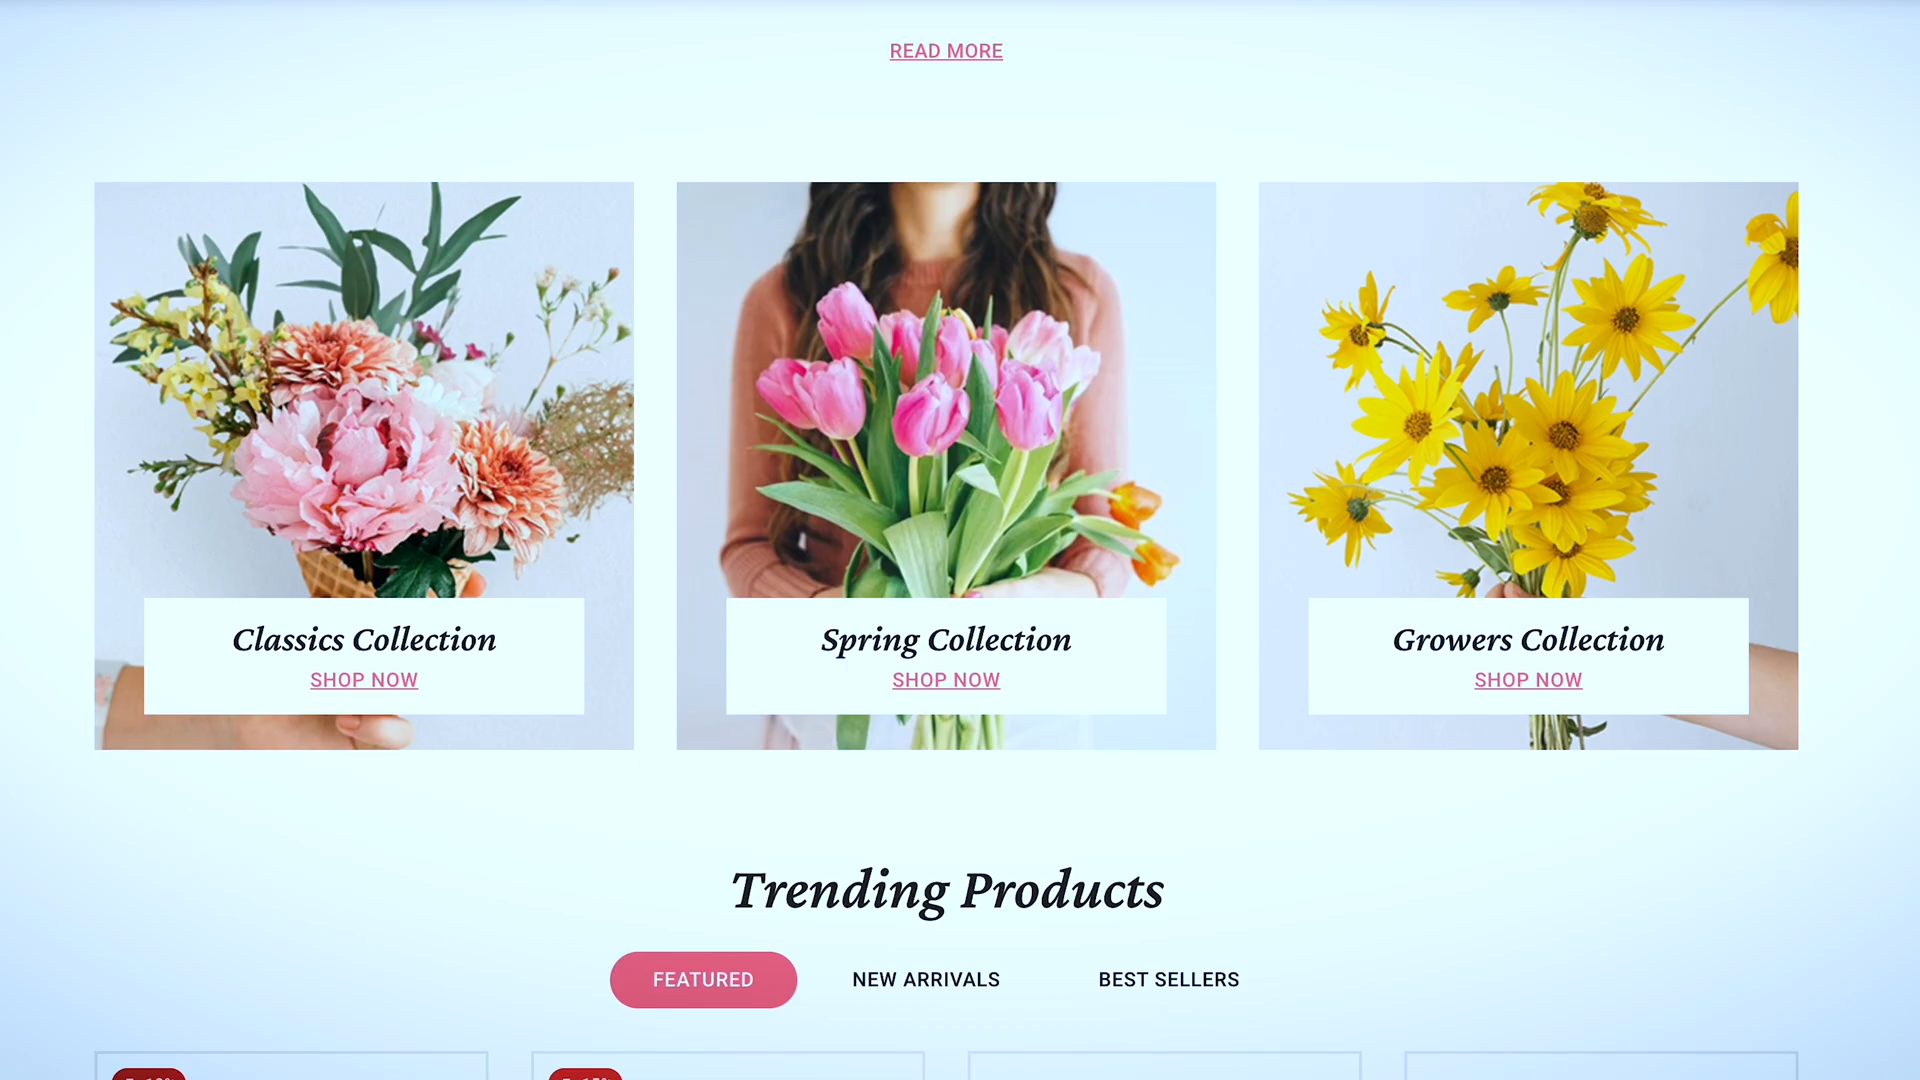 READ MORE
Classics Collection
SHOP NOW
Spring Collection
SHOP NOW
Growers Collection
SHOP NOW
Trending Products
FEATURED
NEW ARRIVALS
BEST SELLERS